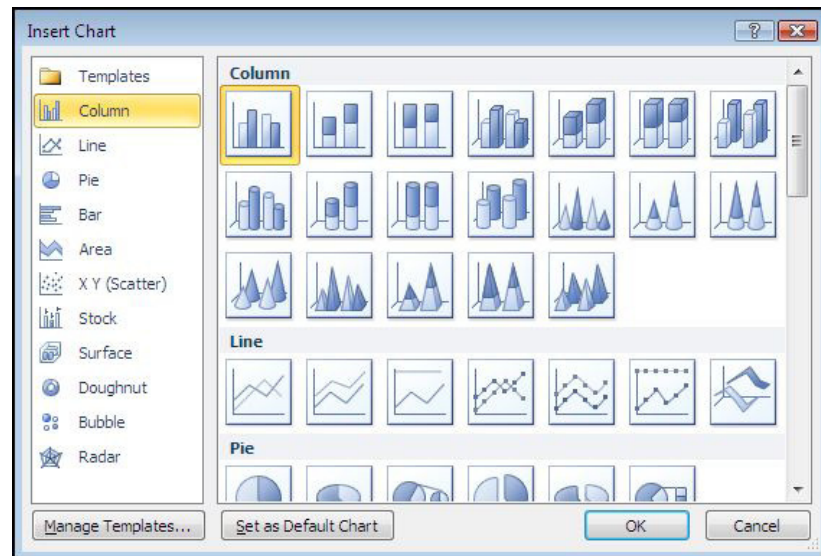 Insert Chart
Templates
Column
Line
Pie
Bar
Area
X Y (Scatter)
Stock
Surface
Doughnut
Bubble
Radar
Column
Line
Pie
Manage Templates...
Set as Default Chart
OK
Cancel